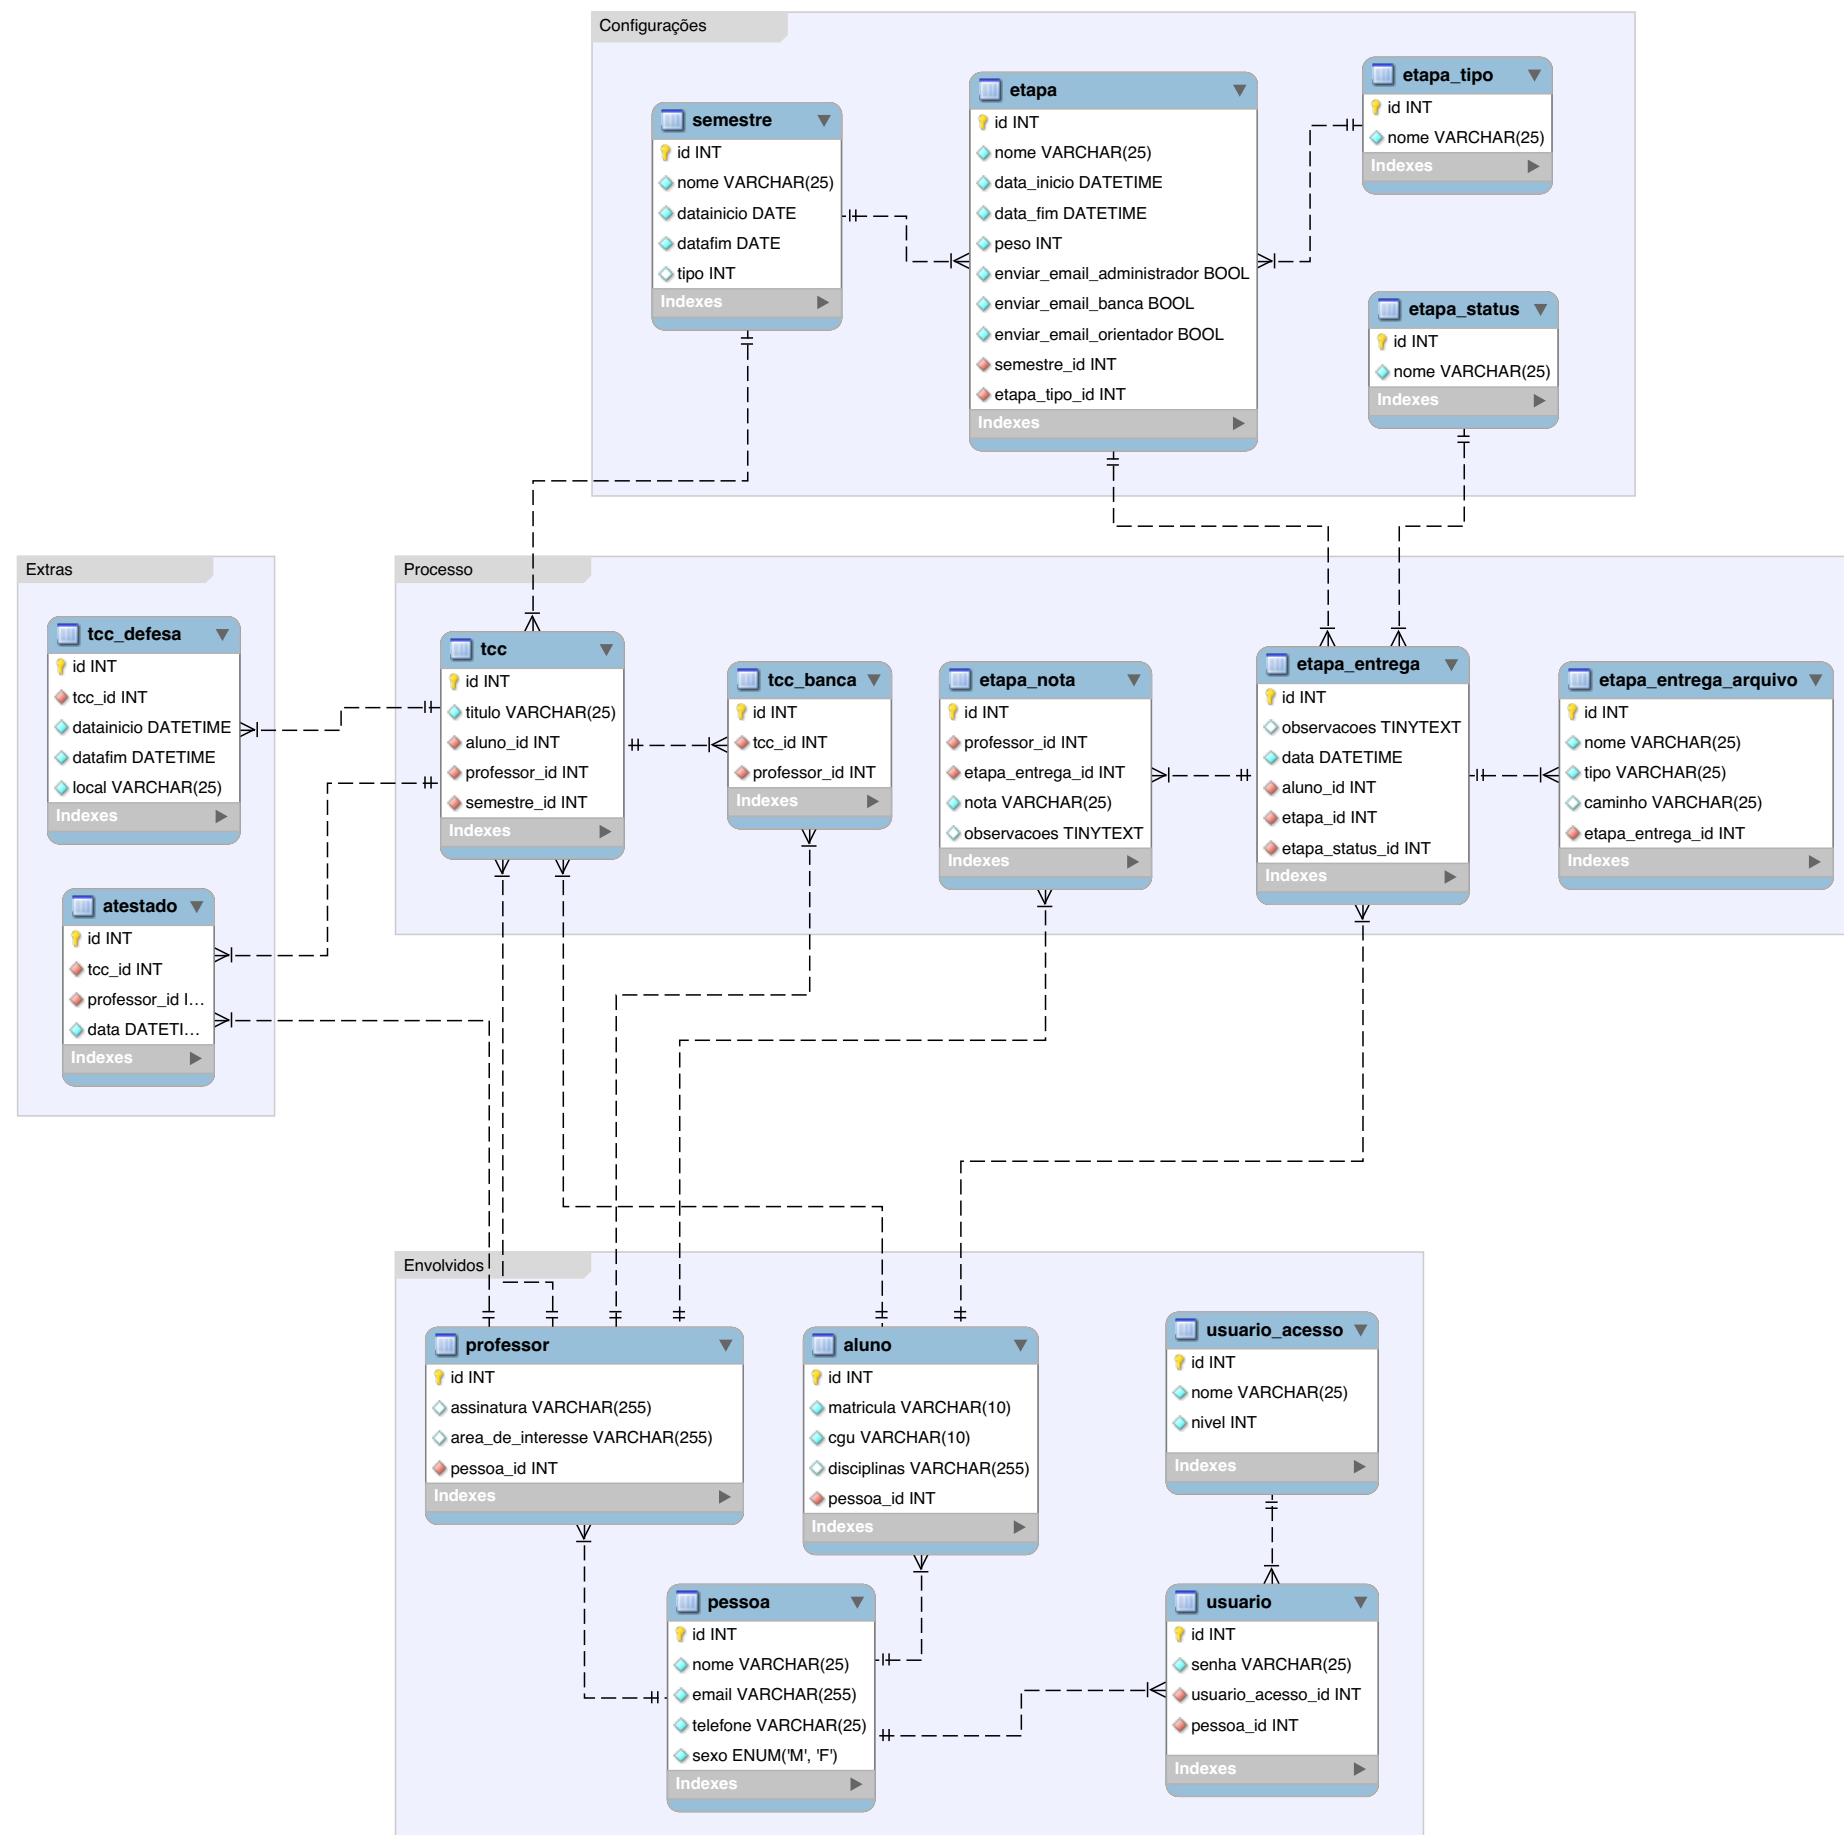 Configurações
semestre
id INT
nome VARCHAR(25)
datainicio DATE
datafim DATE
tipo INT
Indexes
etapa
id INT
nome VARCHAR(25)
data_inicio DATETIME
data_fim DATETIME
peso INT
enviar_email_administrador BOOL
enviar_email_banca BOOL
enviar_email_orientador BOOL
semestre_id INT
etapa_tipo_id INT
Indexes
etapa_tipo
id INT
nome VARCHAR(25)
Indexes
etapa_status
id INT
nome VARCHAR(25)
Indexes
Extras
tcc_defesa
id INT
tcc_id INT
datainicio DATETIME
datafim DATETIME
local VARCHAR(25)
Indexes
atestado
id INT
tcc_id INT
professor_id I...
data DATETI...
Indexes
Processo
tcc
id INT
titulo VARCHAR(25)
aluno_id INT
professor_id INT
semestre_id INT
Indexes
tcc_banca
id INT
tcc_id INT
professor_id INT
Indexes
etapa_nota
id INT
professor_id INT
etapa_entrega_id INT
nota VARCHAR(25)
observacoes TINYTEXT
Indexes
etapa_entrega
id INT
observacoes TINYTEXT
data DATETIME
aluno_id INT
etapa_id INT
etapa_status_id INT
Indexes
etapa_entrega_arquivo
id INT
nome VARCHAR(25)
tipo VARCHAR(25)
caminho VARCHAR(25)
etapa_entrega_id INT
Indexes
Envolvidos
professor
id INT
assinatura VARCHAR(255)
area_de_interesse VARCHAR(255)
pessoa_id INT
Indexes
aluno
id INT
matricula VARCHAR(10)
cgu VARCHAR(10)
disciplinas VARCHAR(255)
pessoa_id INT
Indexes
usuario_acesso
id INT
nome VARCHAR(25)
nivel INT
Indexes
pessoa
id INT
nome VARCHAR(25)
email VARCHAR(255)
telefone VARCHAR(25)
sexo ENUM('M', 'F')
Indexes
usuario
id INT
senha VARCHAR(25)
usuario_acesso_id INT
pessoa_id INT
Indexes